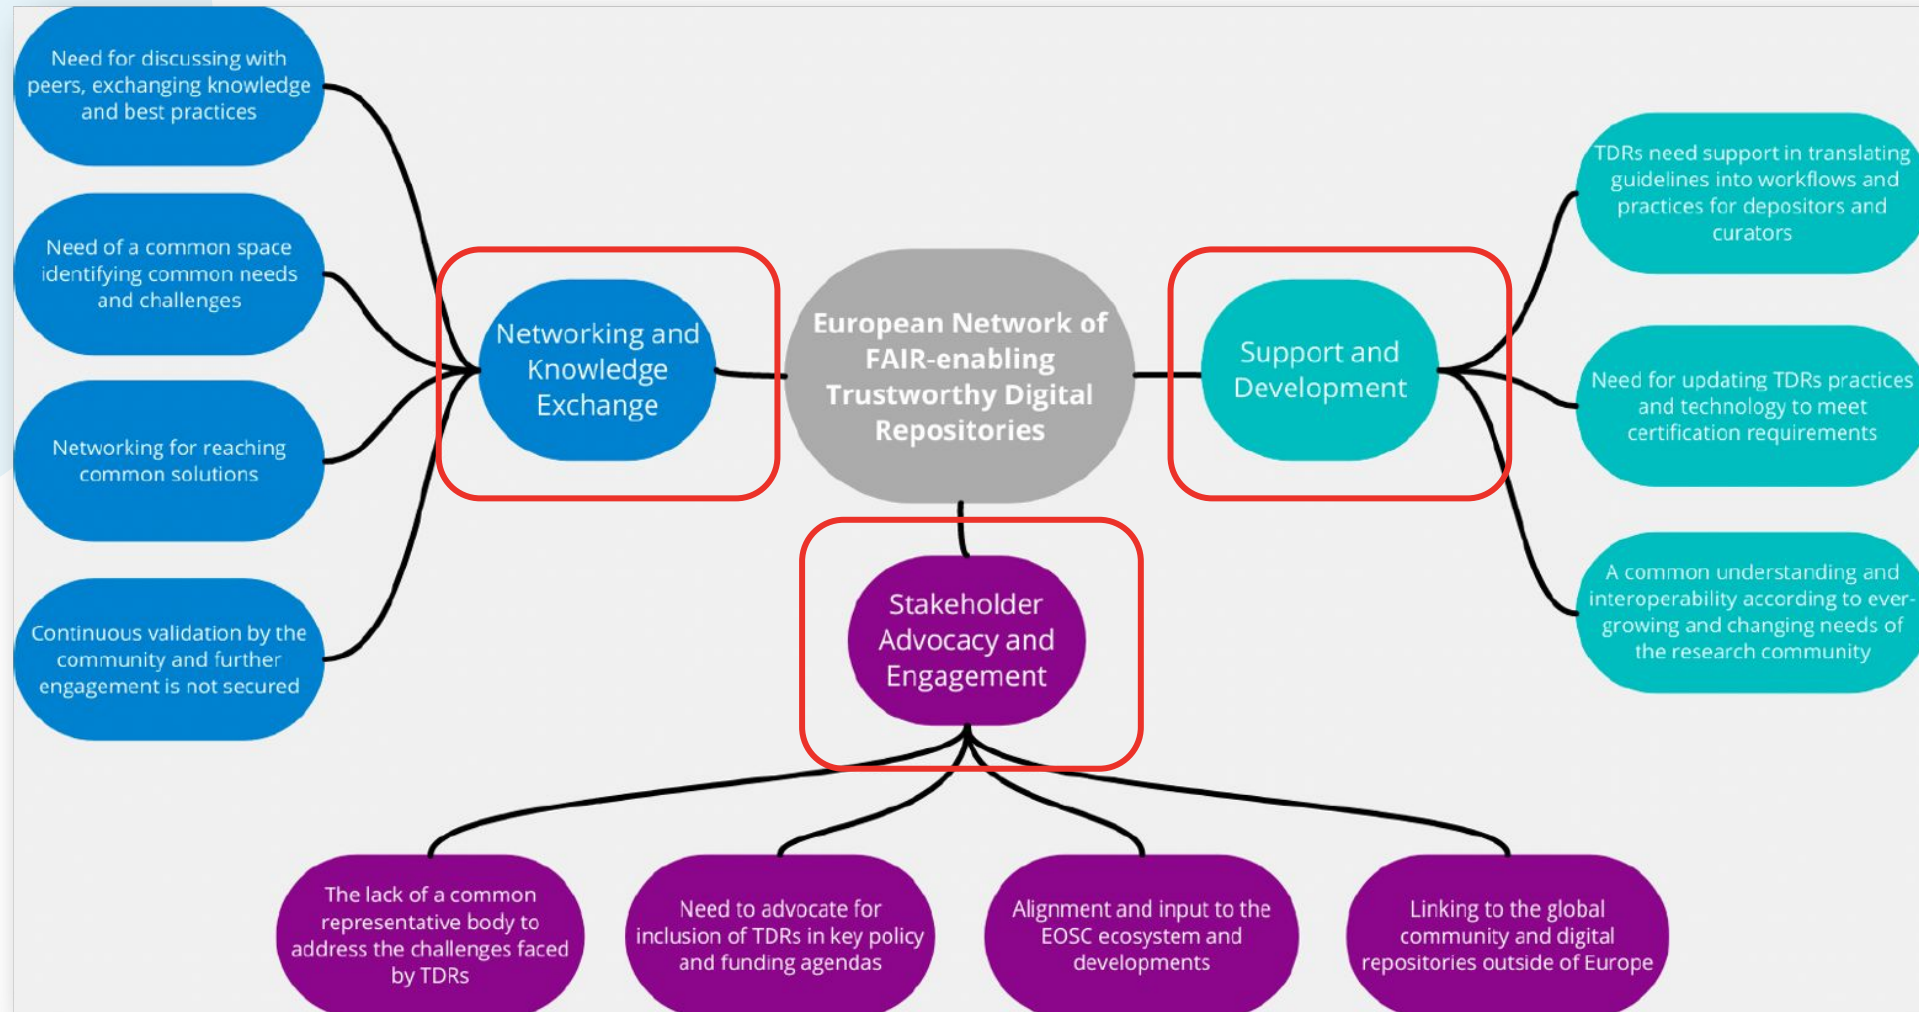 Need for discussing with
peers, exchanging knowledge
and best practices
Need of a common space
identifying common needs
and challenges
Networking for reaching
common solutions
Continuous validation by the
community and further
engagement is not secured
Networking and
Knowledge
Exchange
European Network of
FAIR-enabling
Trustworthy Digital
Repositories
Support and
Development
TDRs need support in translating
guidelines into workflows and
practices for depositors and
curators
Need for updating TDRs practices
and technology to meet
certification requirements
A common understanding and
interoperability according to ever-
growing and changing needs of
the research community
Stakeholder
Advocacy and
Engagement
The lack of a common
representative body to
address the challenges faced
by TDRs
Need to advocate for
inclusion of TDRs in key policy
and funding agendas
Alignment and input to the
EOSC ecosystem and
developments
Linking to the global
community and digital
repositories outside of Europe